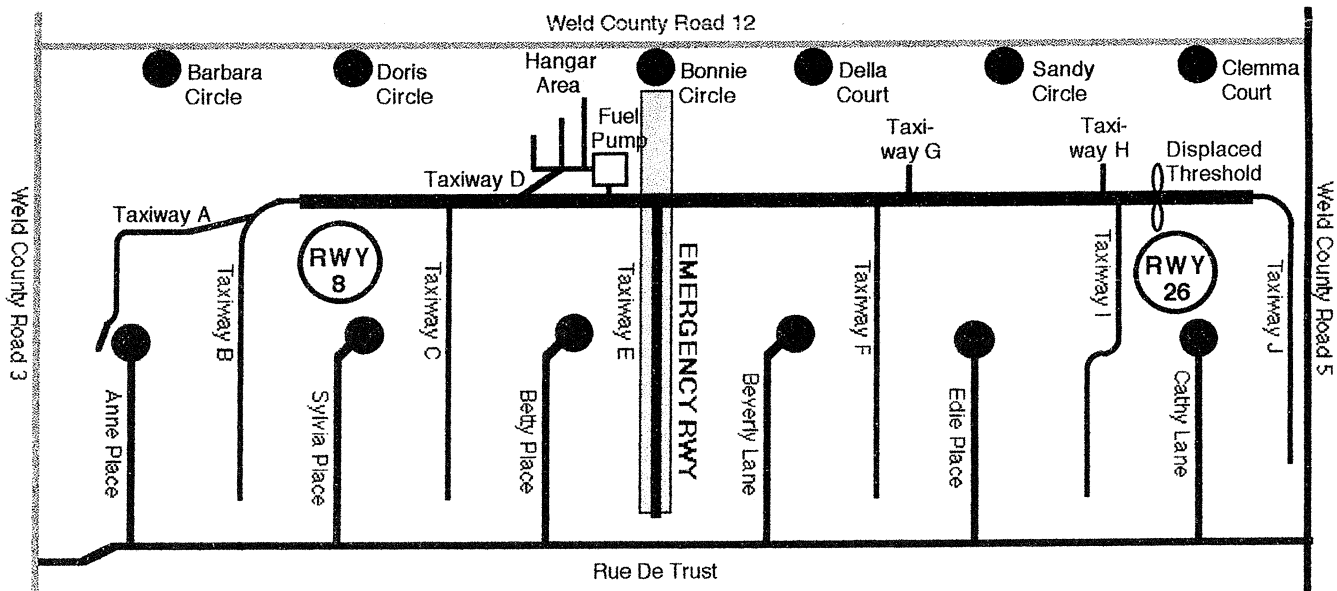 Weld County Road 12
Barbara
Circle
Doris
Circle
Hangar
Area
Bonnie
Circle
Della
Court
Sandy
Circle
Clemma
Court
Fuel
Pump
Taxi-
way G
Taxi-
way H
Displaced
Threshold
Taxiway D
Taxiway A
Weld County Road 3
Weld County Road 5
RWY
8
RWY
26
Taxiway B
Taxiway C
Taxiway E
EMERGENCY RWY
Taxiway F
Taxiway I
Taxiway J
Anne Place
Sylvia Place
Betty Place
Beverly Lane
Edie Place
Cathy Lane
Rue De Trust